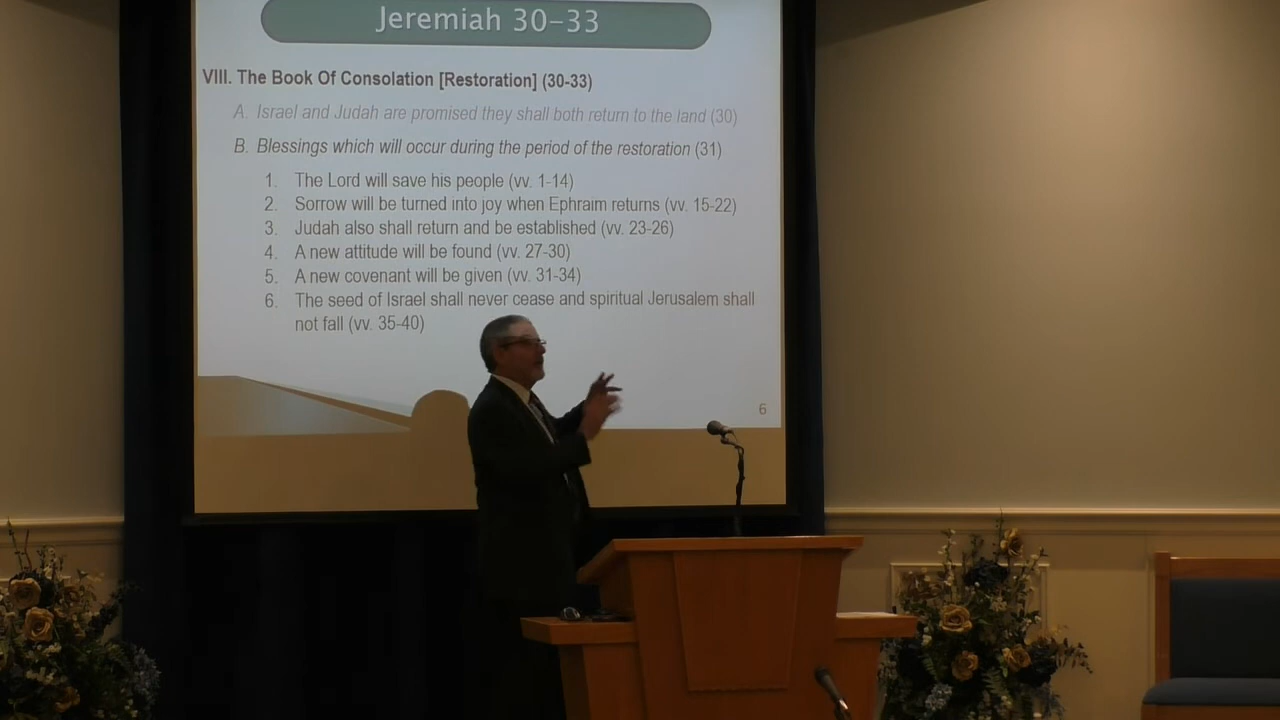 Jeremiah 30-33
VIII. The Book Of Consolation [Restoration] (30-33)
A. Israel and Judah are promised they shall both return to the land (30)
B. Blessings which will occur during the period of the restoration (31)
1. The Lord will save his people (vv. 1-14)
2. Sorrow will be turned into joy when Ephraim returns (vv. 15-22)
3. Judah also shall return and be established (vv. 23-26)
4. A new attitude will be found (vv. 27-30)
5. A new covenant will be given (vv. 31-34)
6. The seed of Israel shall never cease and spiritual Jerusalem shall
not fall (vv. 35-40)
6